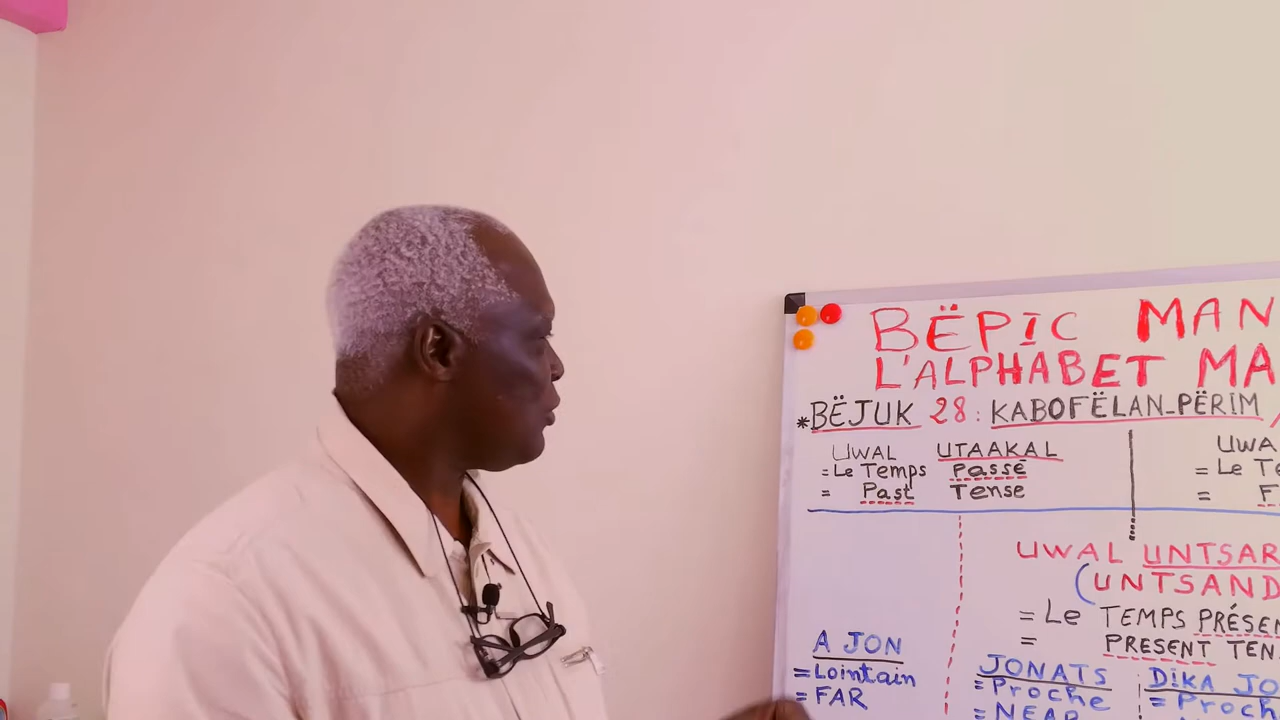 BËPIC MAN
L'ALPHABET MA
*BËJUK 28: KABOFËLAN-PËRIM
UWAL UTAAKAL
=Le Temps Passé
= Past Tense
UWA
= Le Te
= F
UWAL UNTSAR
(UNTSAND
= Le TEMPS PRÉSEN
= PRESENT TEN
A JON
=Lointain
= FAR
JONATS
=Proche
=NEAR
DIKA JO
= Proch